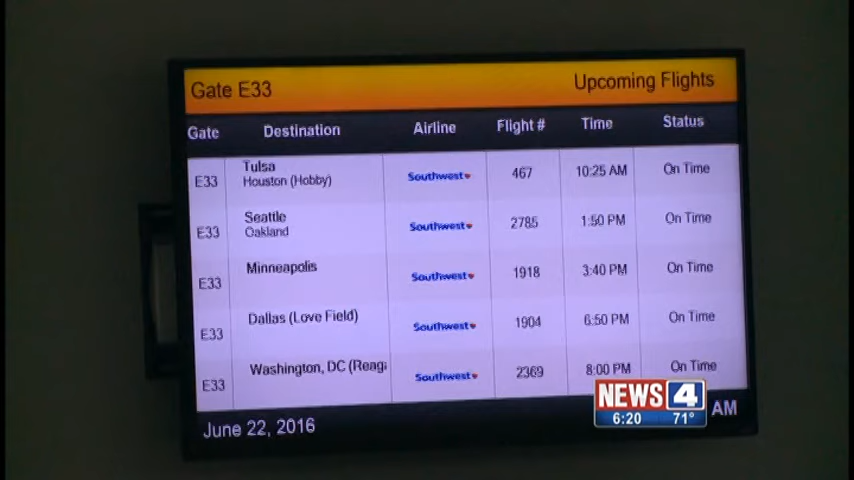 Gate E33 Upcoming Flights
Gate Destination Airline Flight # Time Status
E33 Tulsa Southwest 467 10:25 AM On Time
Houston (Hobby)
E33 Seattle Southwest 2785 1:50 PM On Time
Oakland
E33 Minneapolis Southwest 1918 3:40 PM On Time
E33 Dallas (Love Field) Southwest 1904 6:50 PM On Time
E33 Washington, DC (Reag Southwest 2369 8:00 PM On Time
June 22, 2016 AM
NEWS 4
6:20 71°